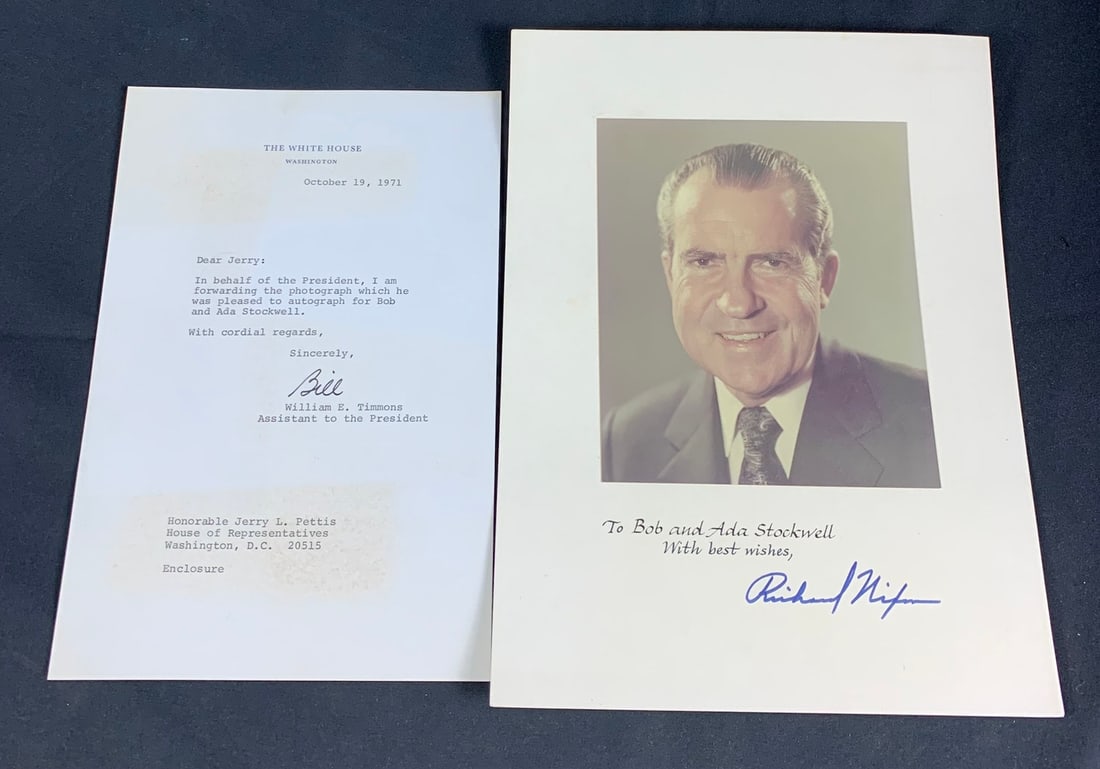 THE WHITE HOUSE
WASHINGTON
October 19, 1971
Dear Jerry:
In behalf of the President, I am
forwarding the photograph which he
was pleased to autograph for Bob
and Ada Stockwell.
With cordial regards,
Sincerely,
Bill
William E. Timmons
Assistant to the President
Honorable Jerry L. Pettis
House of Representatives
Washington, D.C. 20515
Enclosure
To Bob and Ada Stockwell
With best wishes,
Richard Nixon